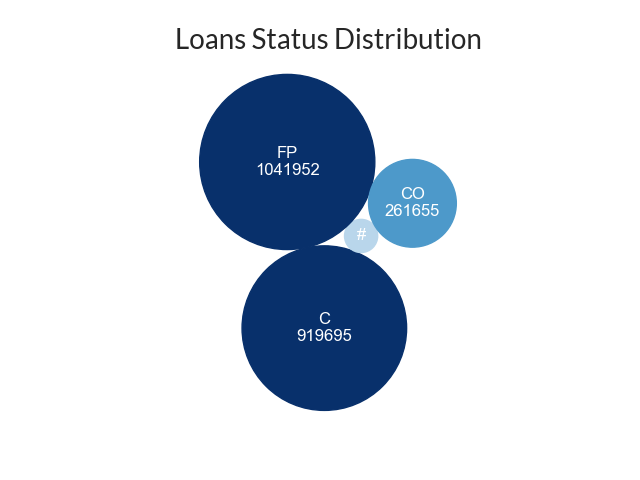 Loans Status Distribution
FP
1041952
CO
261655
#
C
919695